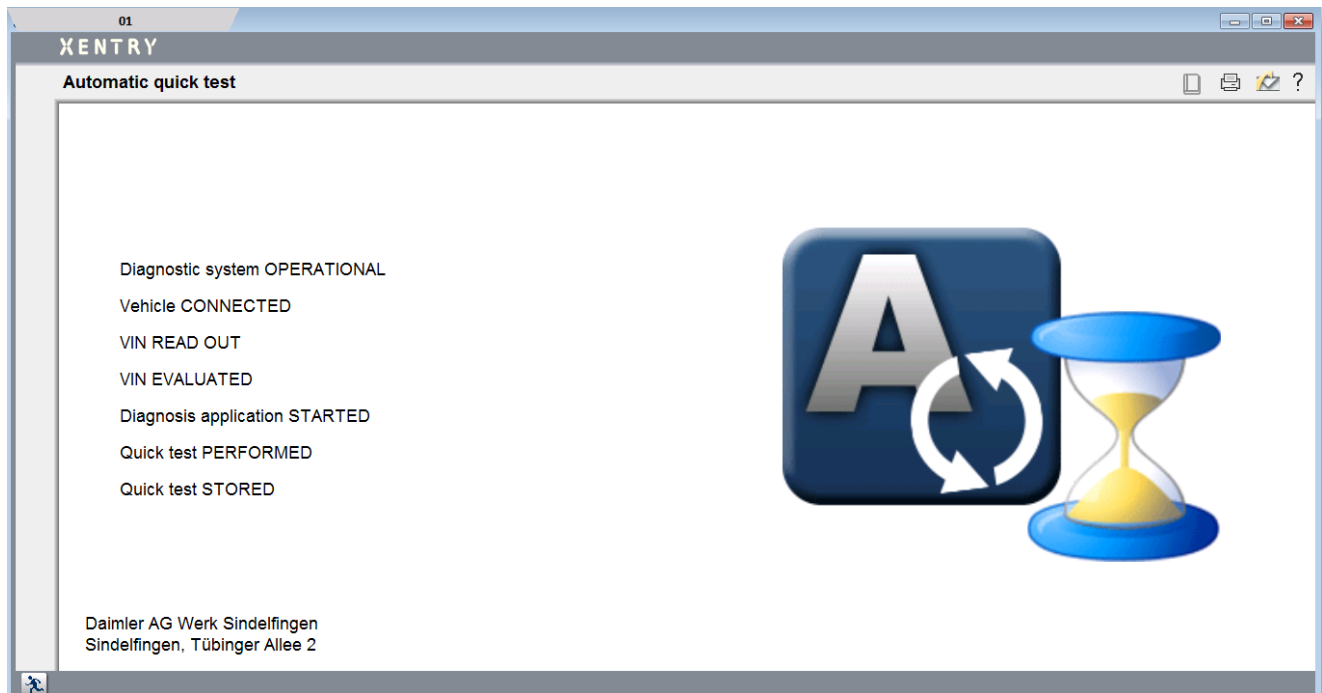 01
XENTRY
Automatic quick test
?
Diagnostic system OPERATIONAL
Vehicle CONNECTED
VIN READ OUT
VIN EVALUATED
Diagnosis application STARTED
Quick test PERFORMED
Quick test STORED
A
Daimler AG Werk Sindelfingen
Sindelfingen, Tübinger Allee 2